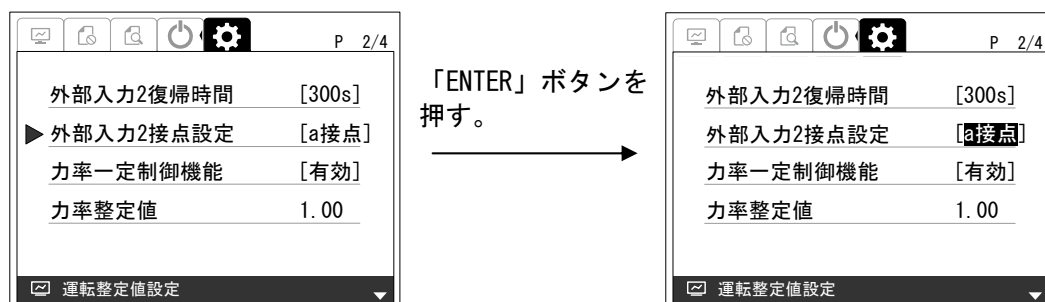 P 2/4
外部入力2復帰時間 [300s]
外部入力2接点設定 [a接点]
力率一定制御機能 [有効]
力率整定値 1.00
運転整定値設定
「ENTER」ボタンを
押す。
P 2/4
外部入力2復帰時間 [300s]
外部入力2接点設定 [a接点]
力率一定制御機能 [有効]
力率整定値 1.00
運転整定値設定